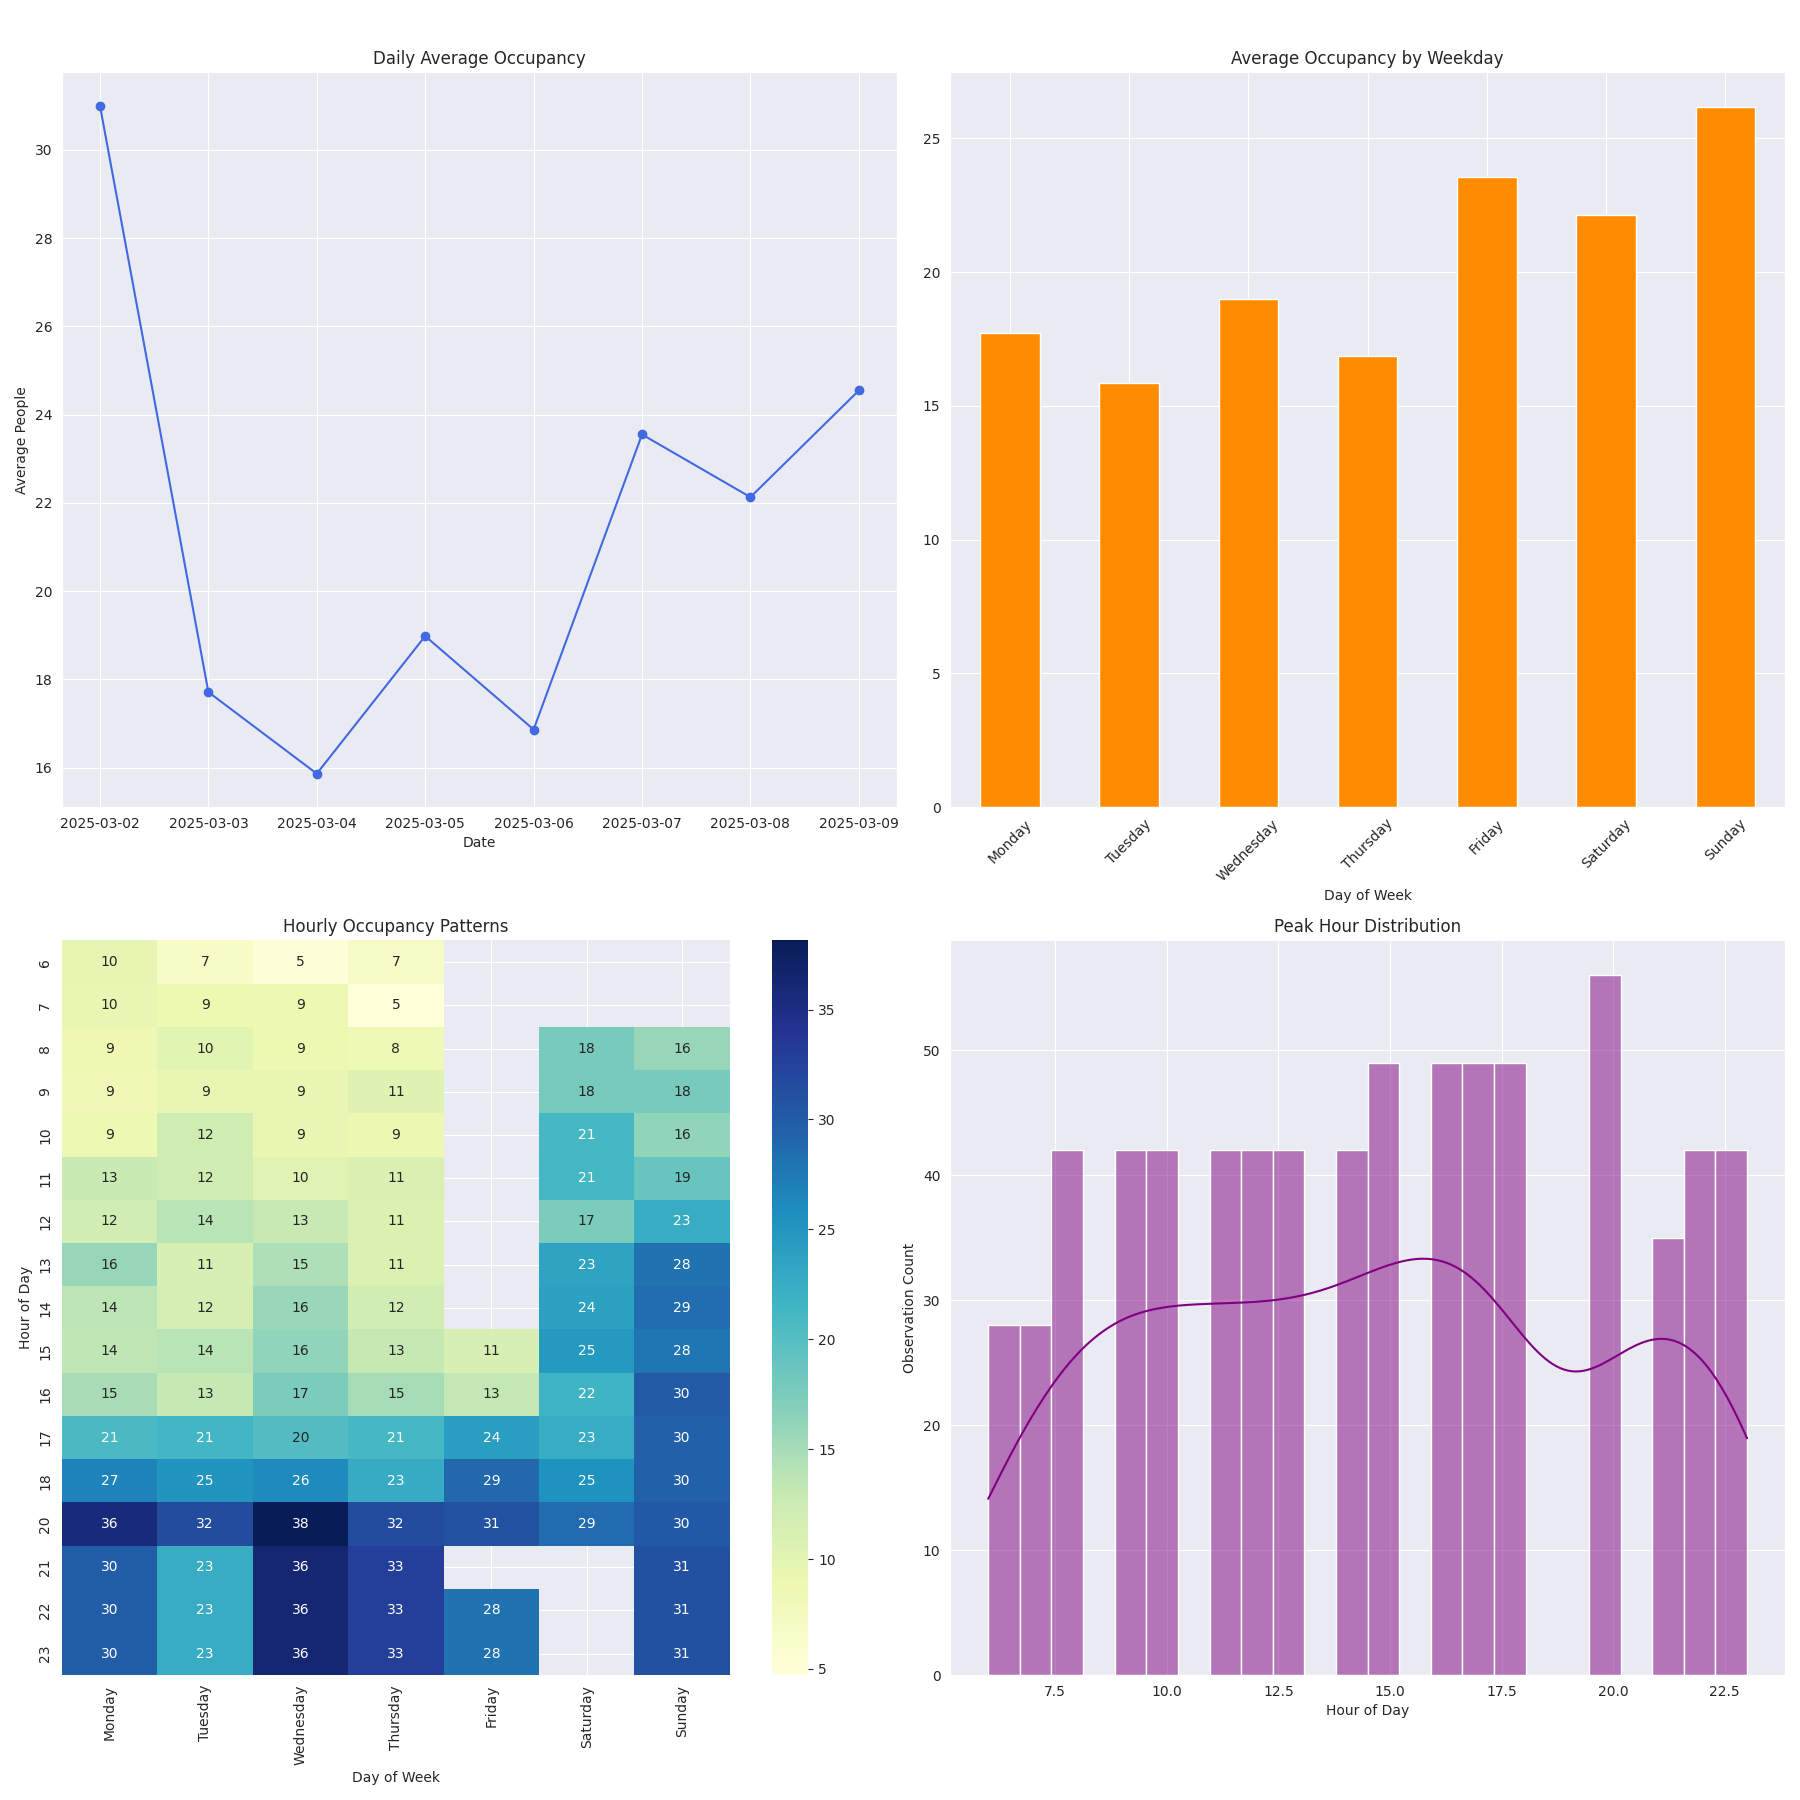 Daily Average Occupancy
30
28
26
24
22
20
18
16
Average People
2025-03-02 2025-03-03 2025-03-04 2025-03-05 2025-03-06 2025-03-07 2025-03-08 2025-03-09
Date
Average Occupancy by Weekday
25
20
15
10
5
0
Monday Tuesday Wednesday Thursday Friday Saturday Sunday
Day of Week
Hourly Occupancy Patterns
Hour of Day
6 10 7 5 7
7 10 9 9 5
8 9 10 9 8 18 16
9 9 9 9 11 18 18
10 9 12 9 9 21 16
11 13 12 10 11 21 19
12 12 14 13 11 17 23
13 16 11 15 11 23 28
14 14 12 16 12 24 29
15 14 14 16 13 11 25 28
16 15 13 17 15 13 22 30
17 21 21 20 21 24 23 30
18 27 25 26 23 29 25 30
20 36 32 38 32 31 29 30
21 30 23 36 33 31
22 30 23 36 33 28 31
23 30 23 36 33 28 31
Monday Tuesday Wednesday Thursday Friday Saturday Sunday
Day of Week
35
30
25
20
15
10
5
Peak Hour Distribution
Observation Count
50
40
30
20
10
0
7.5 10.0 12.5 15.0 17.5 20.0 22.5
Hour of Day